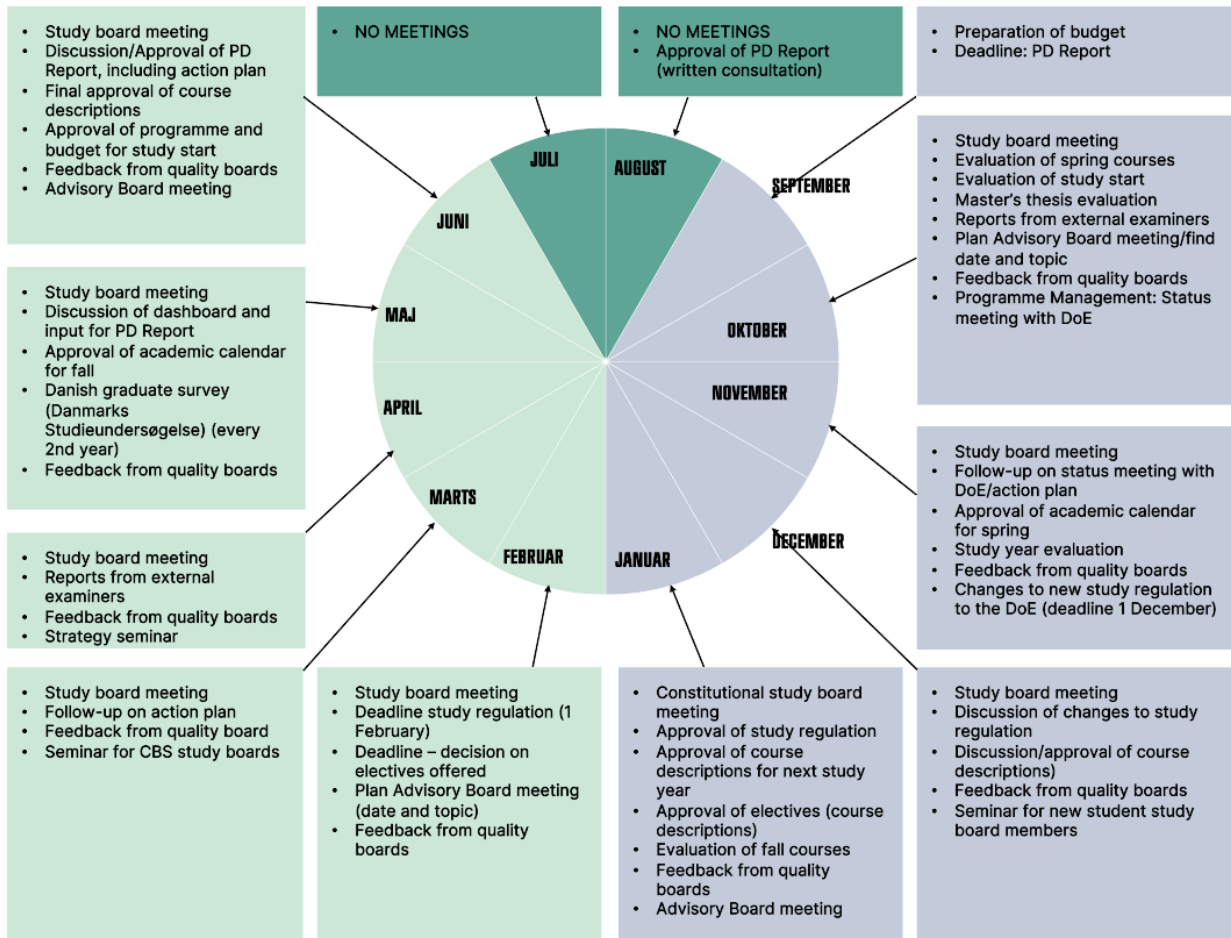 • Study board meeting
• Discussion/Approval of PD
Report, including action plan
• Final approval of course
descriptions
• Approval of programme and
budget for study start
• Feedback from quality boards
• Advisory Board meeting
• NO MEETINGS
• NO MEETINGS
• Approval of PD Report
(written consultation)
• Preparation of budget
• Deadline: PD Report
JULI
AUGUST
SEPTEMBER
JUNI
• Study board meeting
• Evaluation of spring courses
• Evaluation of study start
• Master's thesis evaluation
• Reports from external examiners
• Plan Advisory Board meeting/find
date and topic
• Feedback from quality boards
• Programme Management: Status
meeting with DoE
• Study board meeting
• Discussion of dashboard and
input for PD Report
• Approval of academic calendar
for fall
• Danish graduate survey
(Danmarks
Studieundersøgelse) (every
2nd year)
• Feedback from quality boards
MAJ
OKTOBER
APRIL
NOVEMBER
MARTS
FEBRUAR
JANUAR
DECEMBER
• Study board meeting
• Follow-up on status meeting with
DoE/action plan
• Approval of academic calendar
for spring
• Study year evaluation
• Feedback from quality boards
• Changes to new study regulation
to the DoE (deadline 1 December)
• Study board meeting
• Reports from external
examiners
• Feedback from quality boards
• Strategy seminar
• Study board meeting
• Follow-up on action plan
• Feedback from quality board
• Seminar for CBS study boards
• Study board meeting
• Deadline study regulation (1
February)
• Deadline – decision on
electives offered
• Plan Advisory Board meeting
(date and topic)
• Feedback from quality
boards
• Constitutional study board
meeting
• Approval of study regulation
• Approval of course
descriptions for next study
year
• Approval of electives (course
descriptions)
• Evaluation of fall courses
• Feedback from quality
boards
• Advisory Board meeting
• Study board meeting
• Discussion of changes to study
regulation
• Discussion/approval of course
descriptions)
• Feedback from quality boards
• Seminar for new student study
board members